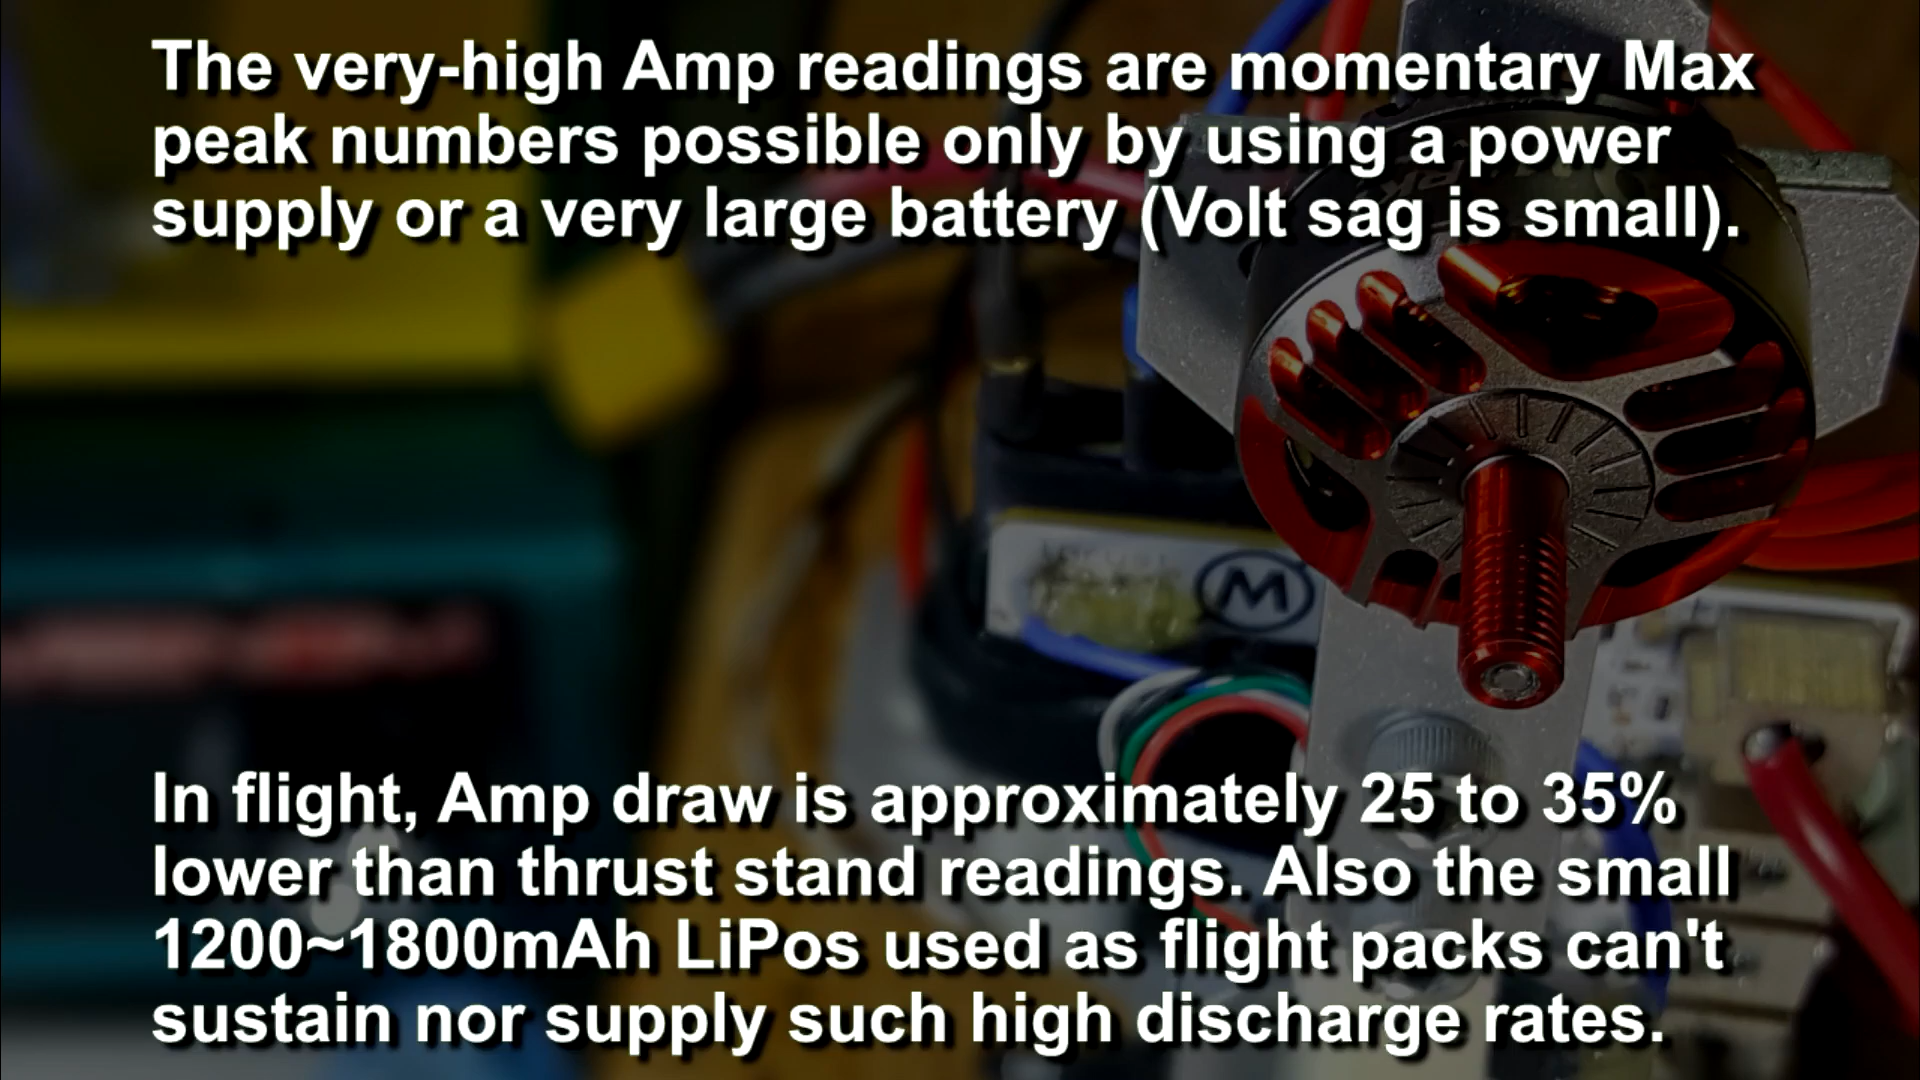 The very-high Amp readings are momentary Max
peak numbers possible only by using a power
supply or a very large battery (Volt sag is small).
M
In flight, Amp draw is approximately 25 to 35%
lower than thrust stand readings. Also the small
1200~1800mAh LiPos used as flight packs can't
sustain nor supply such high discharge rates.